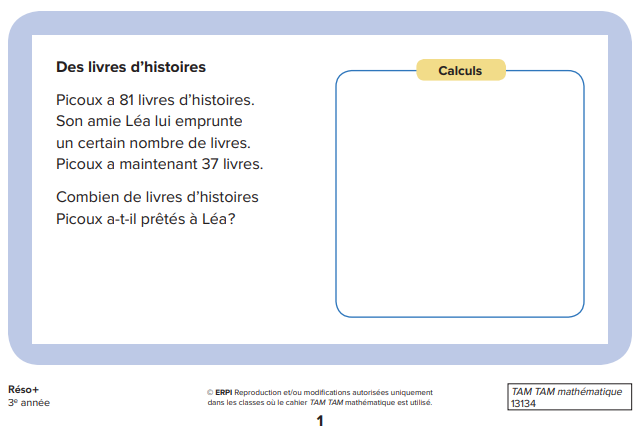 Des livres d'histoires
Picoux a 81 livres d'histoires.
Son amie Léa lui emprunte
un certain nombre de livres.
Picoux a maintenant 37 livres.
Combien de livres d'histoires
Picoux a-t-il prêtés à Léa?
Calculs
Réso+
3e année
© ERPI Reproduction et/ou modifications autorisées uniquement
dans les classes où le cahier TAM TAM mathématique est utilisé.
TAM TAM mathématique
13134
1